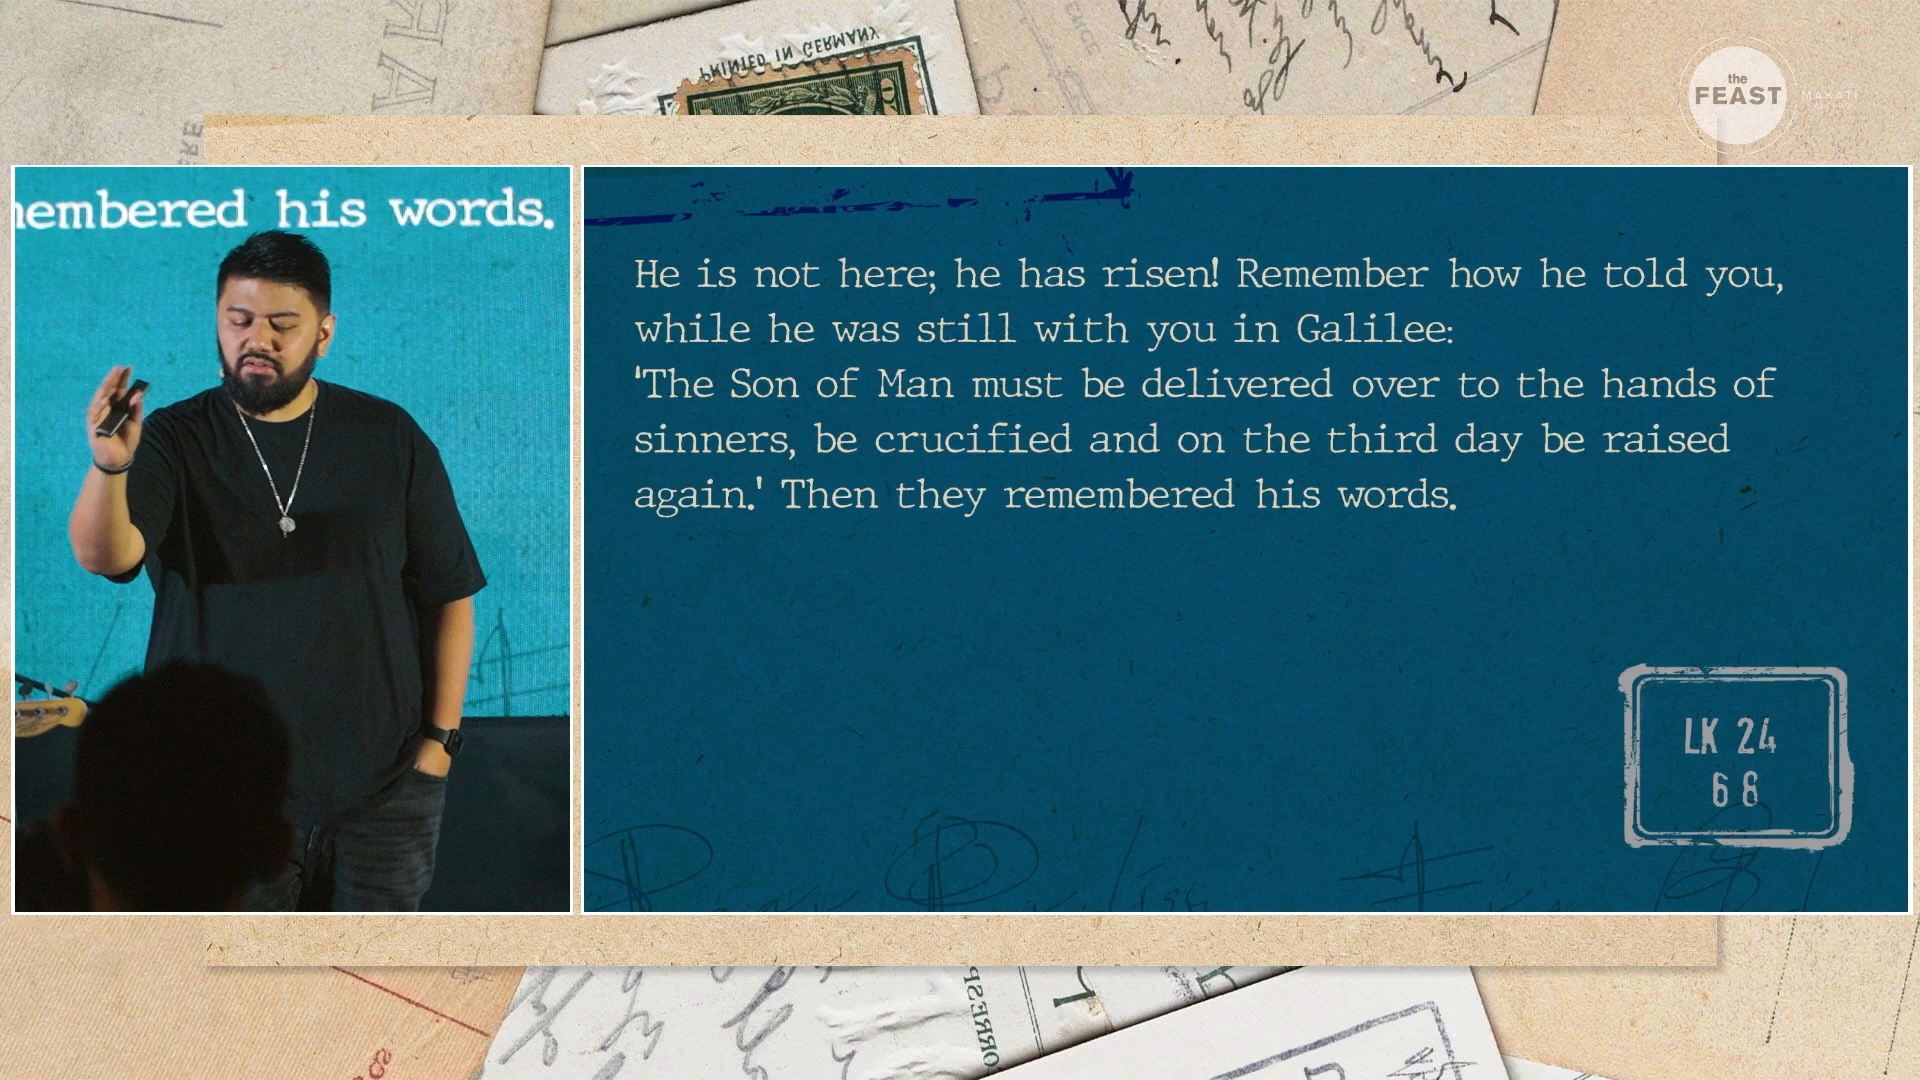 PRINTED IN GERMANY
the
FEAST
MAKATI
his words.
He is not here; he has risen! Remember how he told you,
while he was still with you in Galilee:
'The Son of Man must be delivered over to the hands of
sinners, be crucified and on the third day be raised
again.' Then they remembered his words.
LK 24
68